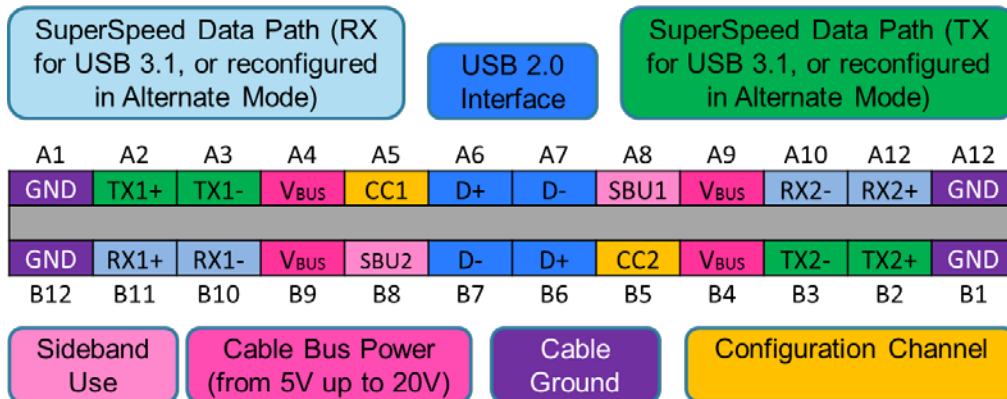 SuperSpeed Data Path (RX
for USB 3.1, or reconfigured
in Alternate Mode)
USB 2.0
Interface
SuperSpeed Data Path (TX
for USB 3.1, or reconfigured
in Alternate Mode)
A1 A2 A3 A4 A5 A6 A7 A8 A9 A10 A12 A12
GND TX1+ TX1- VBUS CC1 D+ D- SBU1 VBUS RX2- RX2+ GND
GND RX1+ RX1- VBUS SBU2 D- D+ CC2 VBUS TX2- TX2+ GND
B12 B11 B10 B9 B8 B7 B6 B5 B4 B3 B2 B1
Sideband
Use
Cable Bus Power
(from 5V up to 20V)
Cable
Ground
Configuration Channel